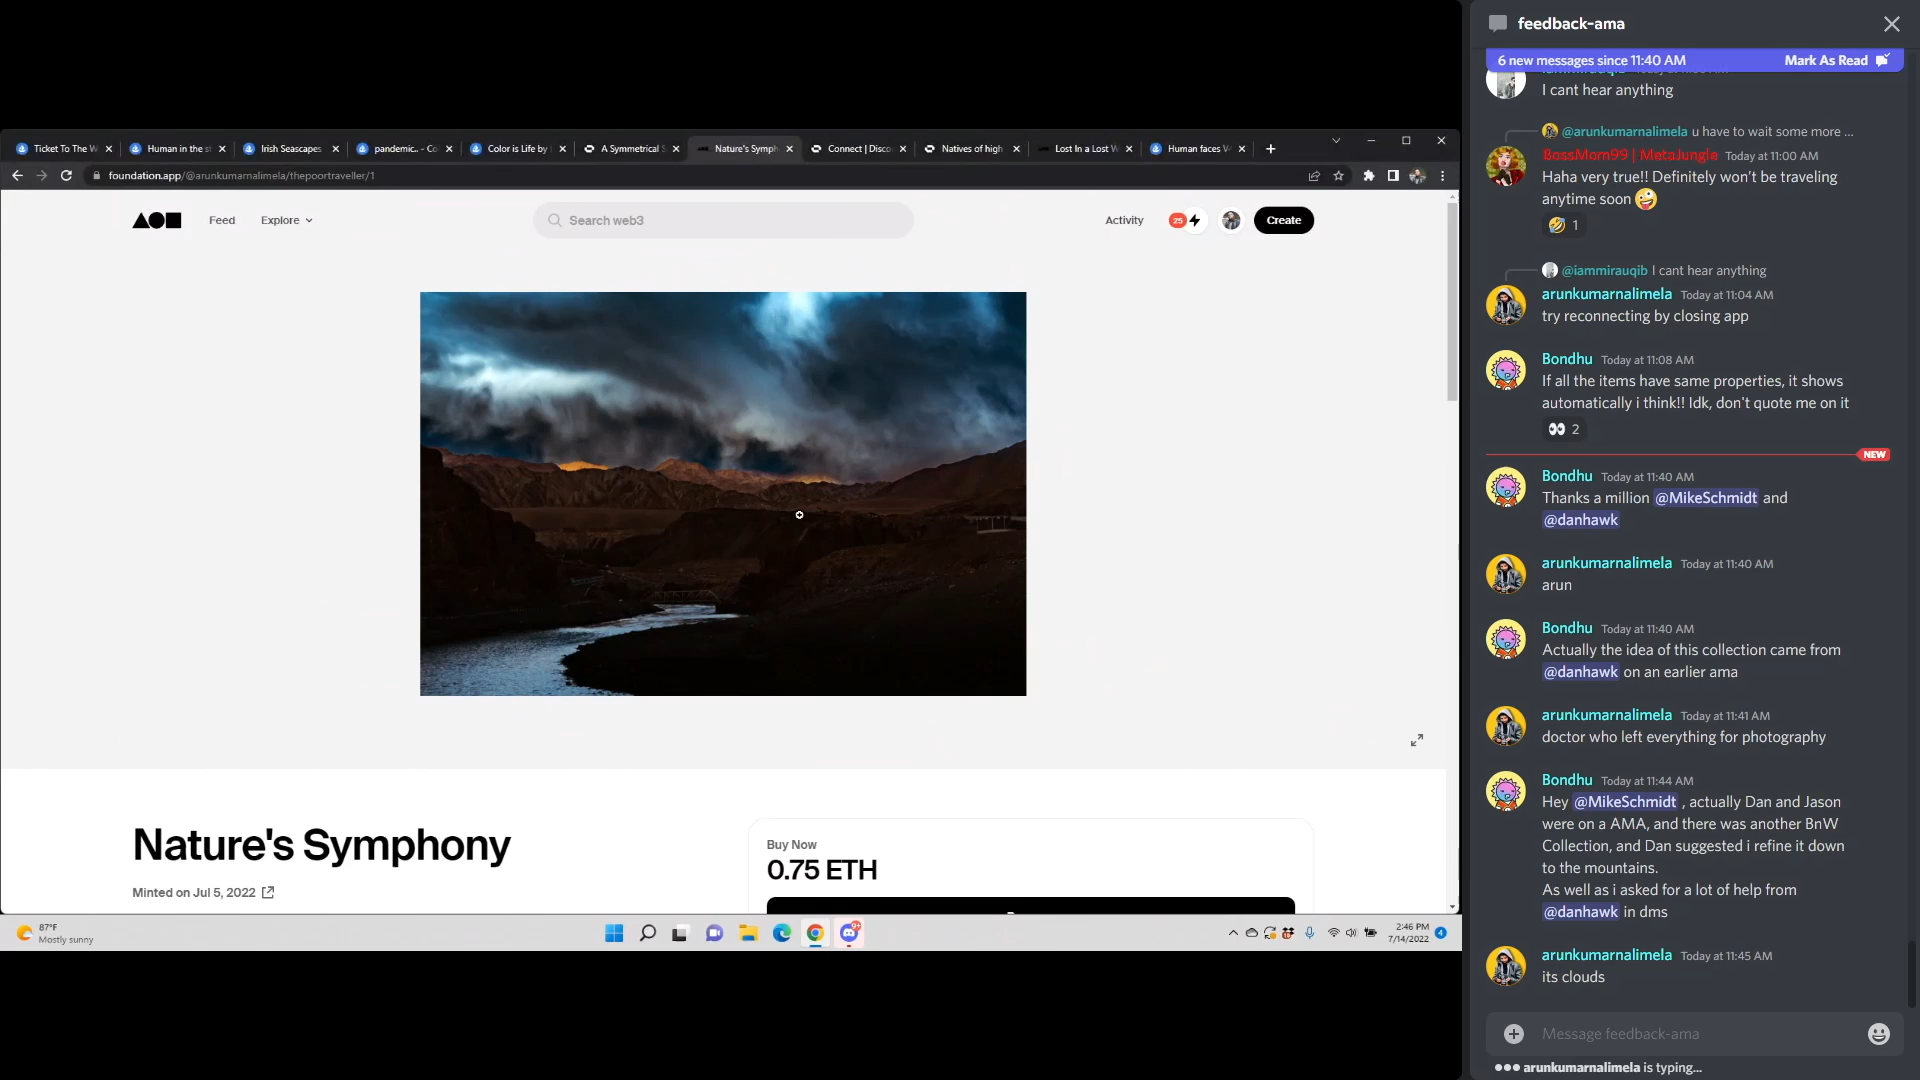 Ticket To The W
Human in the st
Irish Seascapes
pandemic.. - Co
Color is Life by
A Symmetrical S
Nature's Symph
Connect | Disco
Natives of high
Lost In a Lost W
Human faces V
foundation.app/@arunkumarnalimela/thepoortraveller/1
Feed
Explore
Search web3
Activity
25
Create
Nature's Symphony
Minted on Jul 5, 2022
Buy Now
0.75 ETH
87°F
Mostly sunny
2:46 PM
7/14/2022
4
feedback-ama
6 new messages since 11:40 AM
Mark As Read
I cant hear anything
@arunkumarnalimela u have to wait some more ...
BossMom99 | MetaJungle Today at 11:00 AM
Haha very true!! Definitely won't be traveling
anytime soon 🤪
🤣 1
@iammirauqib I cant hear anything
arunkumarnalimela Today at 11:04 AM
try reconnecting by closing app
Bondhu Today at 11:08 AM
If all the items have same properties, it shows
automatically i think!! Idk, don't quote me on it
👀 2
NEW
Bondhu Today at 11:40 AM
Thanks a million @MikeSchmidt and
@danhawk
arunkumarnalimela Today at 11:40 AM
arun
Bondhu Today at 11:40 AM
Actually the idea of this collection came from
@danhawk on an earlier ama
arunkumarnalimela Today at 11:41 AM
doctor who left everything for photography
Bondhu Today at 11:44 AM
Hey @MikeSchmidt , actually Dan and Jason
were on a AMA, and there was another BnW
Collection, and Dan suggested i refine it down
to the mountains.
As well as i asked for a lot of help from
@danhawk in dms
arunkumarnalimela Today at 11:45 AM
its clouds
Message feedback-ama
arunkumarnalimela is typing...